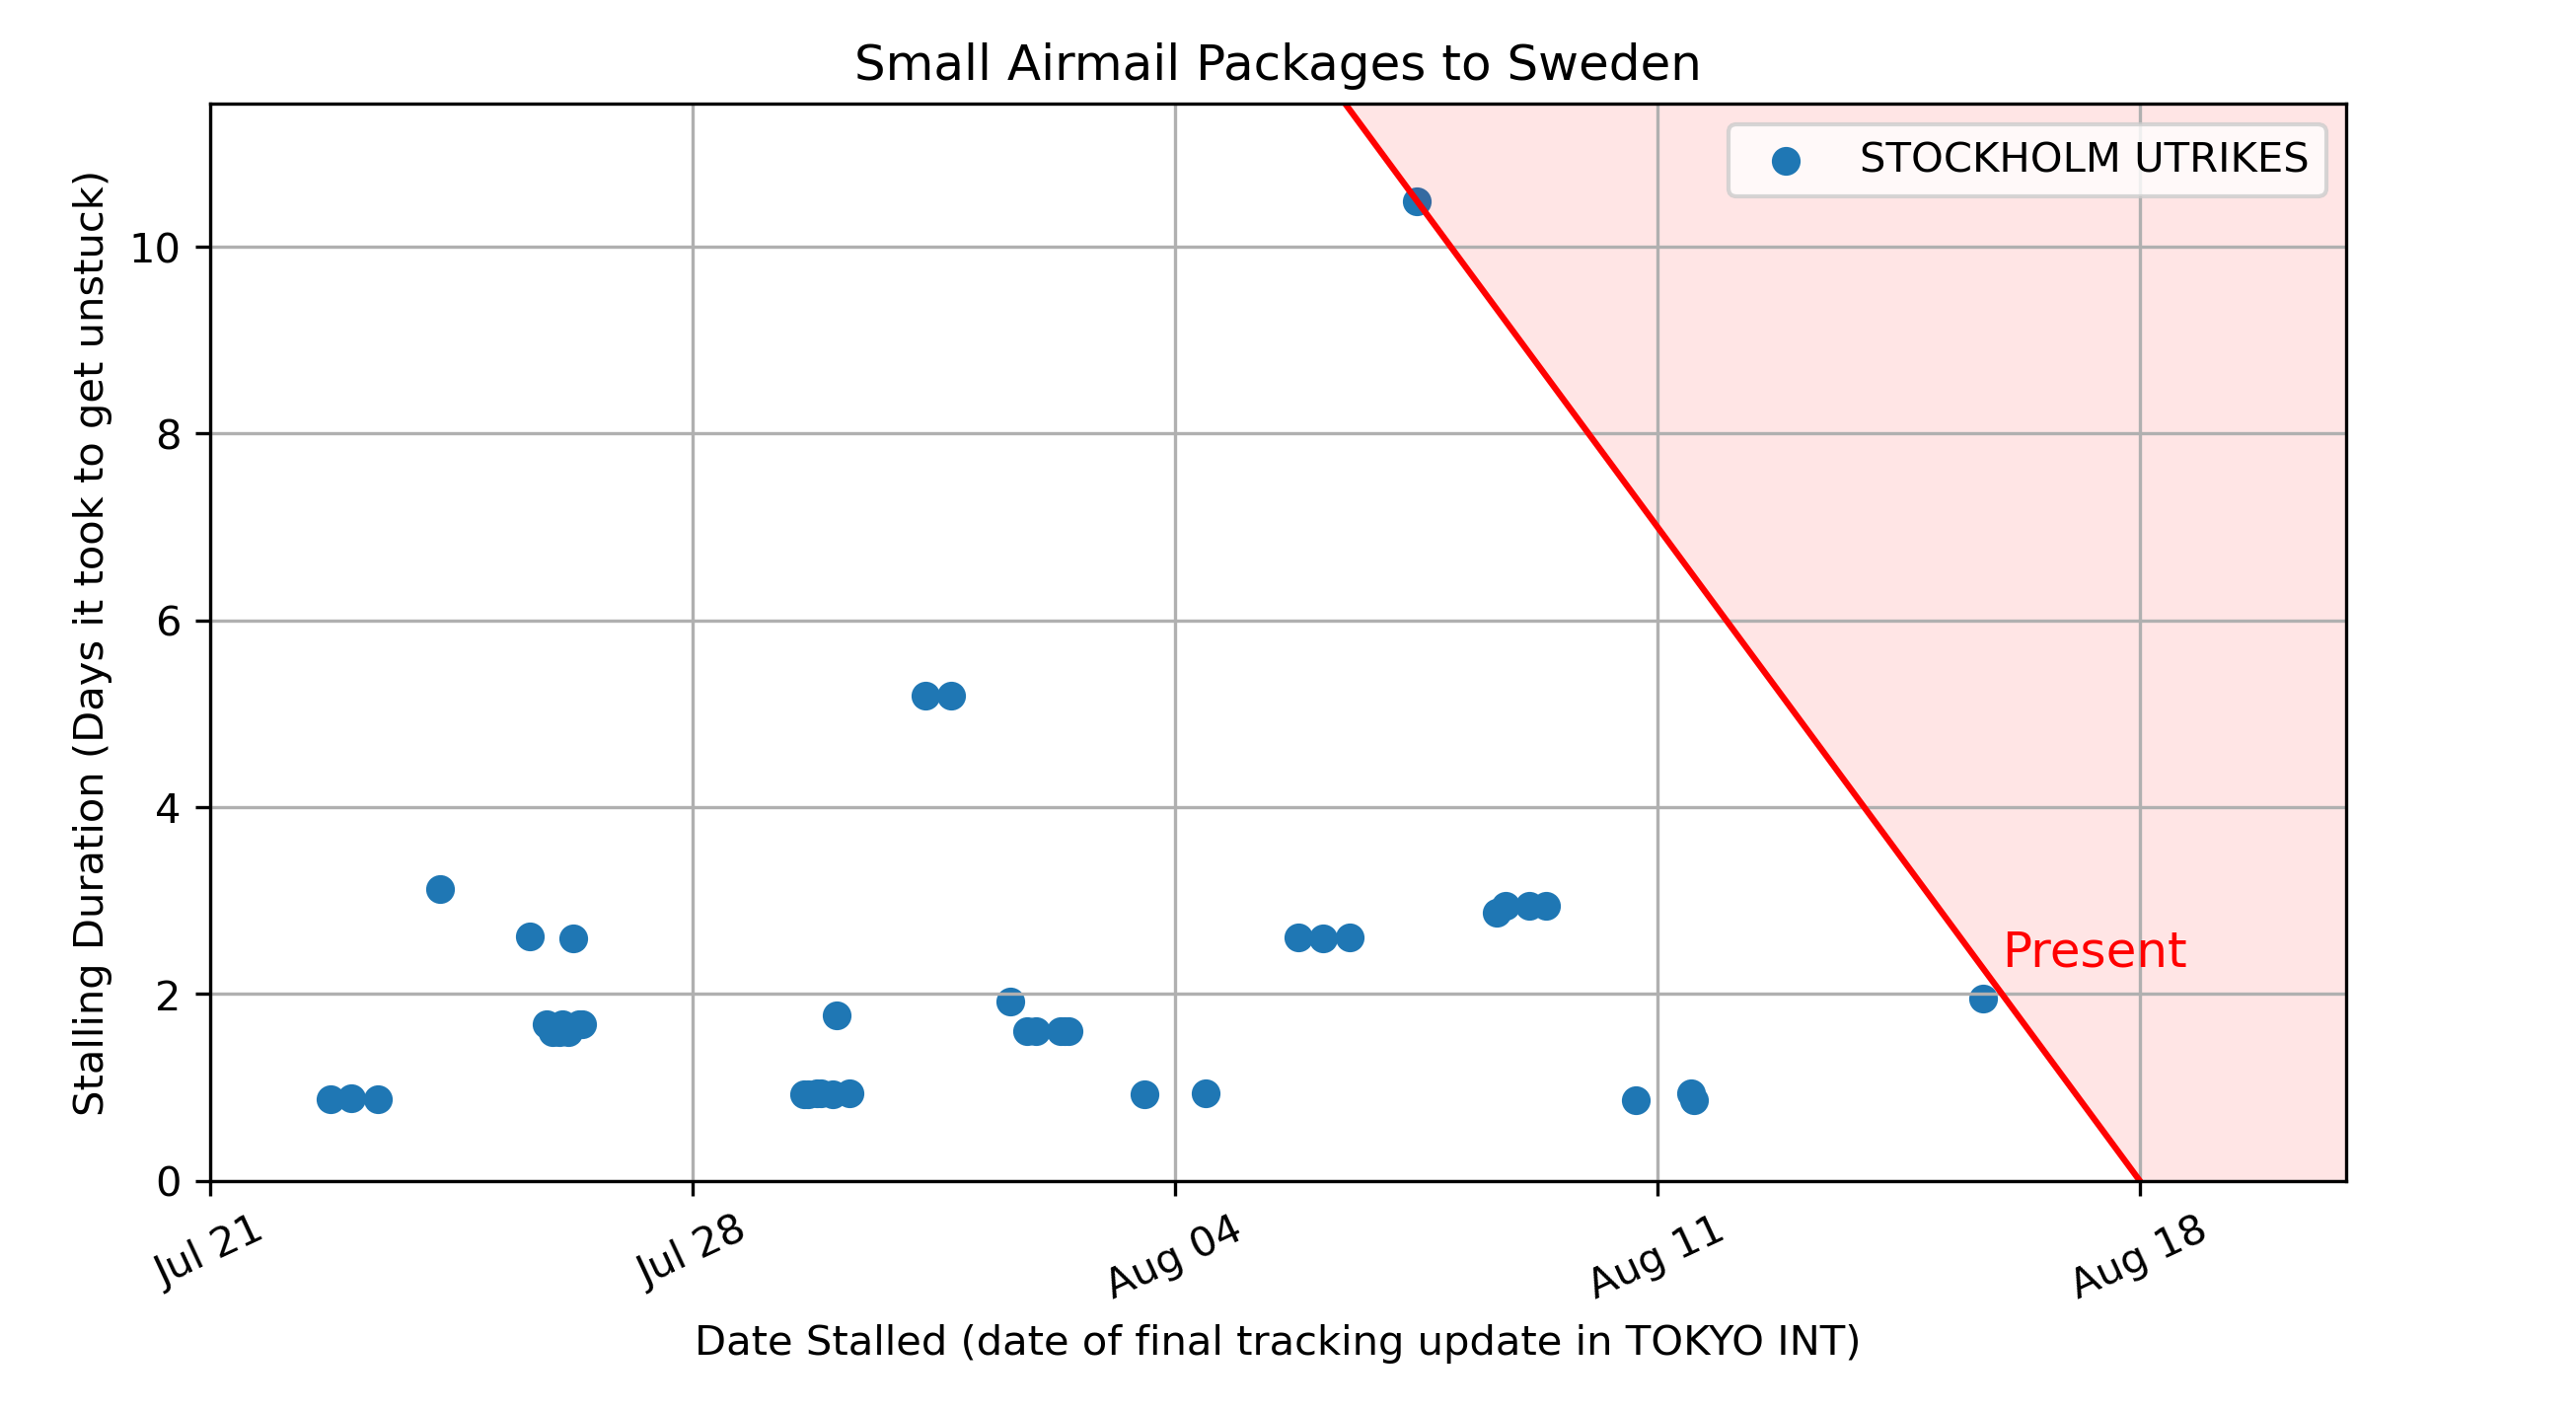 Small Airmail Packages to Sweden
STOCKHOLM UTRIKES
Stalling Duration (Days it took to get unstuck)
10
8
6
4
2
0
Present
Jul 21
Jul 28
Aug 04
Aug 11
Aug 18
Date Stalled (date of final tracking update in TOKYO INT)